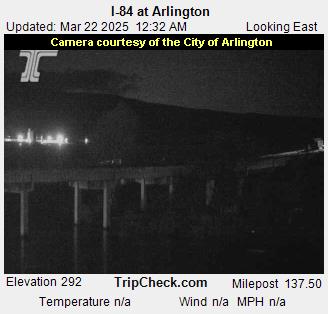 I-84 at Arlington
Updated: Mar 22 2025 12:32 AM Looking East
Camera courtesy of the City of Arlington
Elevation 292 TripCheck.com Milepost 137.50
Temperature n/a Wind n/a MPH n/a